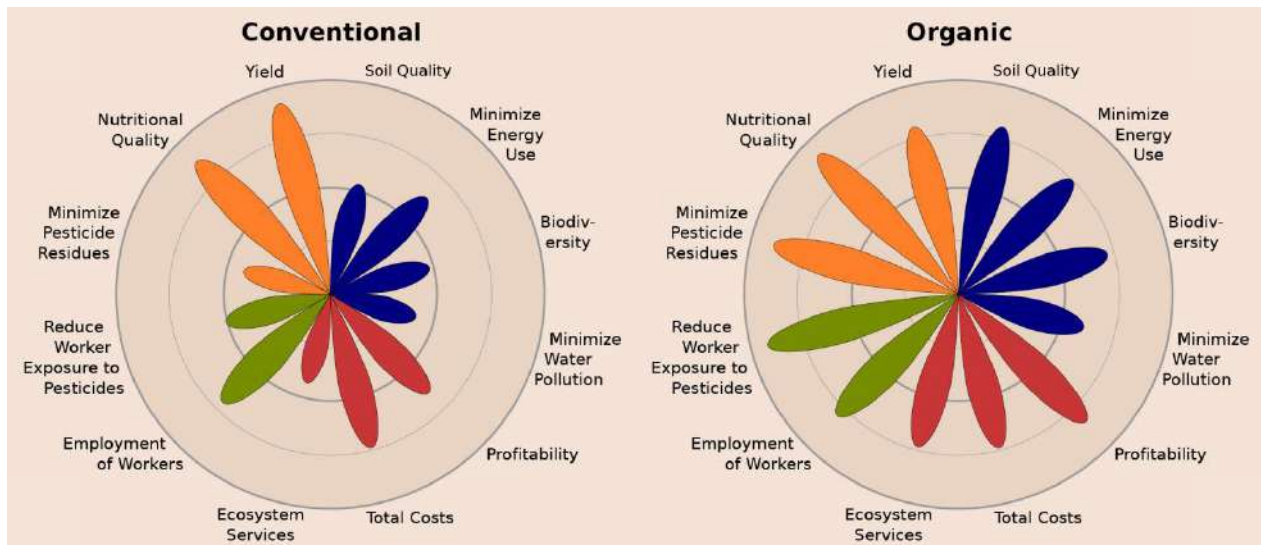 Conventional
Yield
Soil Quality
Nutritional
Quality
Minimize
Energy
Use
Minimize
Pesticide
Residues
Biodiv-
ersity
Reduce
Worker
Exposure to
Pesticides
Minimize
Water
Pollution
Employment
of Workers
Profitability
Ecosystem
Services
Total Costs
Organic
Yield
Soil Quality
Nutritional
Quality
Minimize
Energy
Use
Minimize
Pesticide
Residues
Biodiv-
ersity
Reduce
Worker
Exposure to
Pesticides
Minimize
Water
Pollution
Employment
of Workers
Profitability
Ecosystem
Services
Total Costs